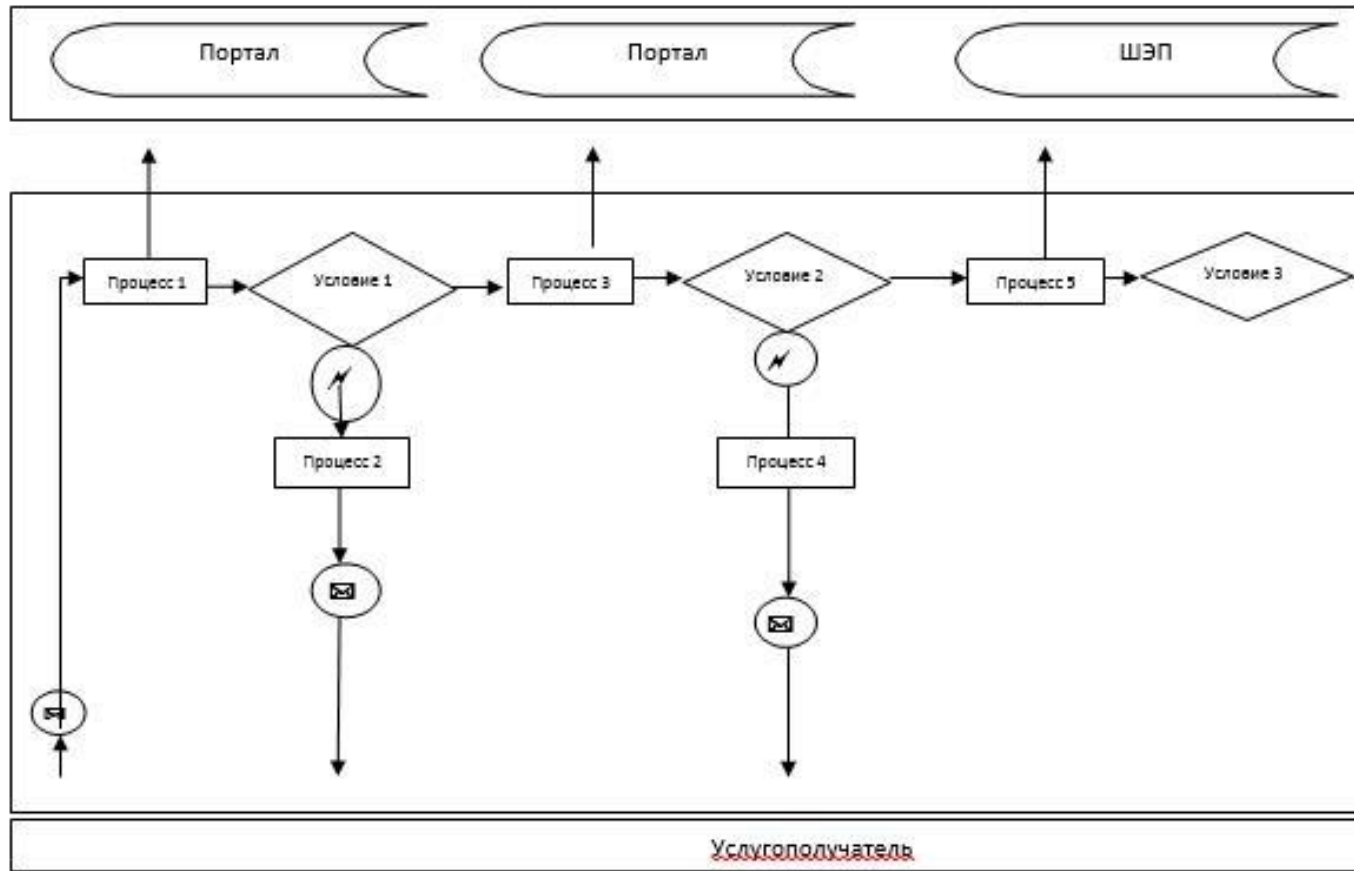 Портал
Портал
ШЭП
Процесс 1
Условие 1
Процесс 3
Условие 2
Процесс 5
Условие 3
Процесс 2
Процесс 4
Услугополучатель